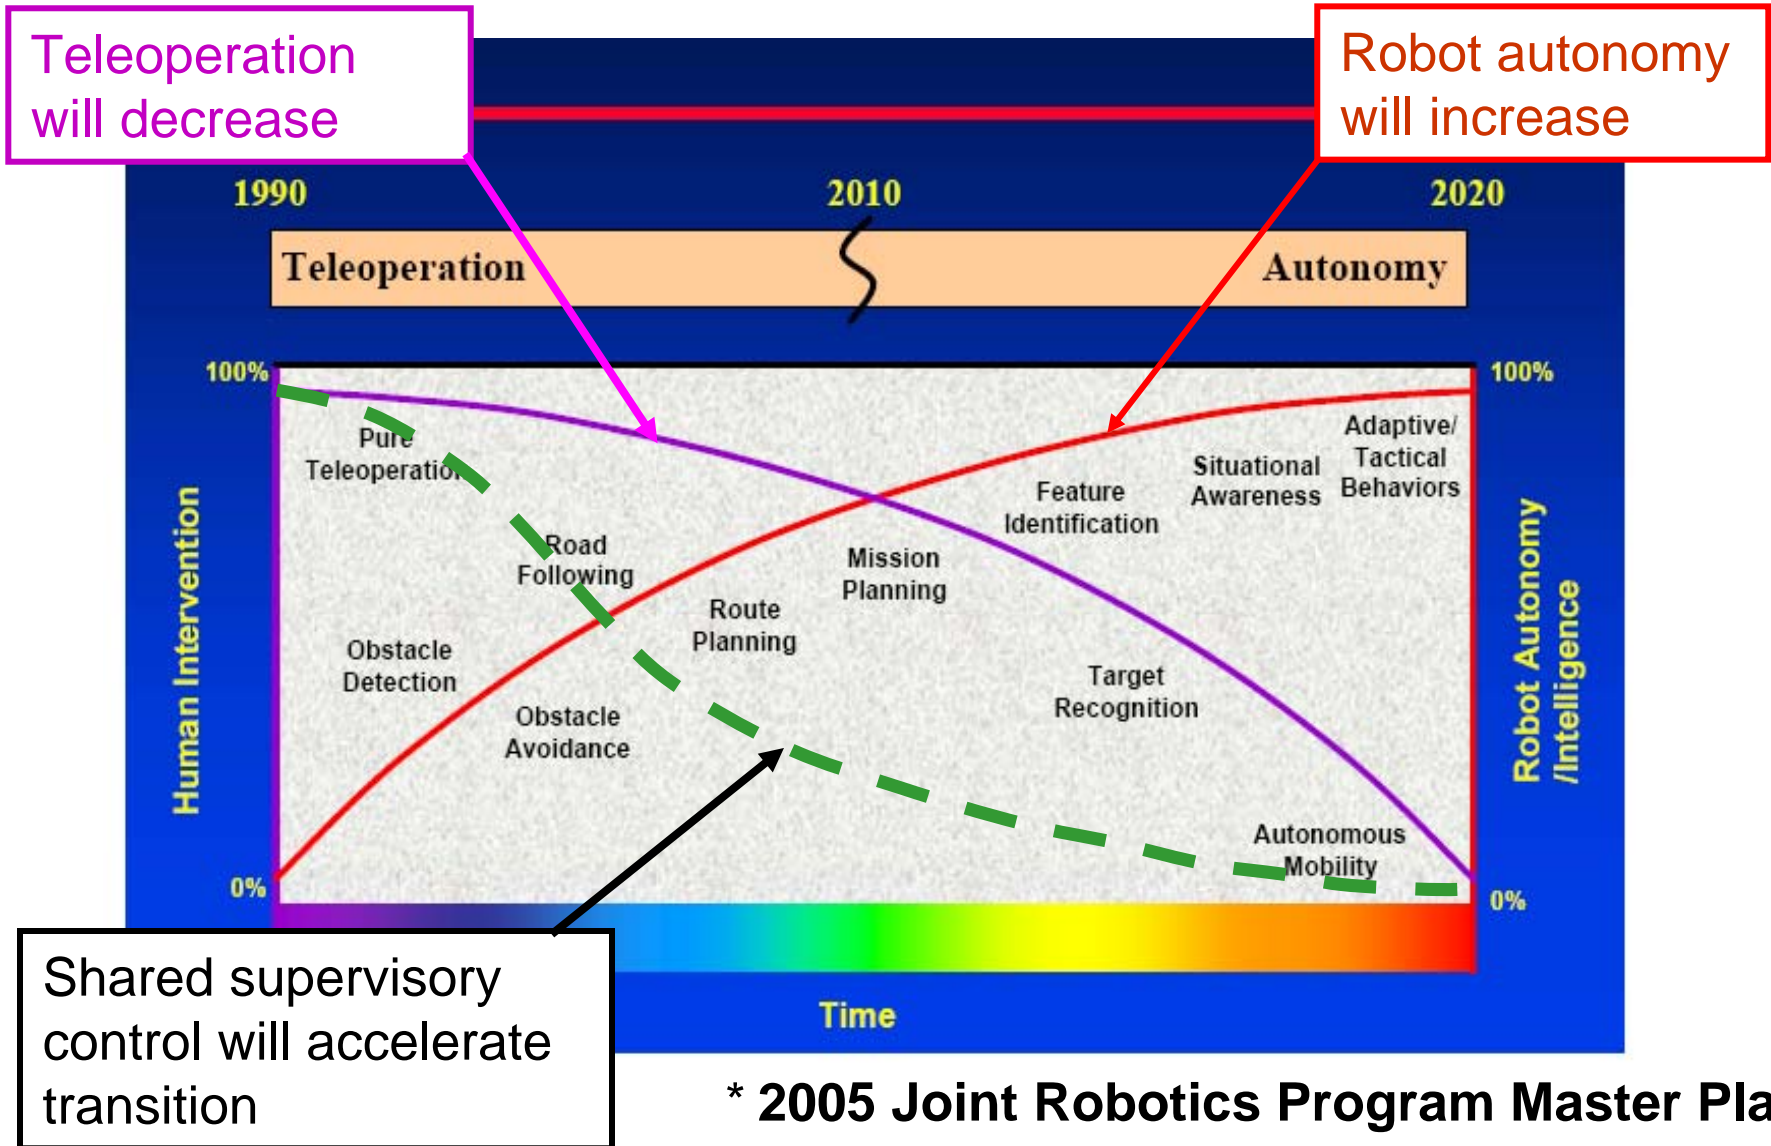 Teleoperation
will decrease
Robot autonomy
will increase
1990
2010
2020
Teleoperation
Autonomy
100%
100%
Pure
Teleoperation
Adaptive/
Tactical
Behaviors
Situational
Awareness
Feature
Identification
Road
Following
Mission
Planning
Route
Planning
Obstacle
Detection
Target
Recognition
Obstacle
Avoidance
Autonomous
Mobility
Human Intervention
Robot Autonomy
/Intelligence
0%
0%
Time
Shared supervisory
control will accelerate
transition
* 2005 Joint Robotics Program Master Pla